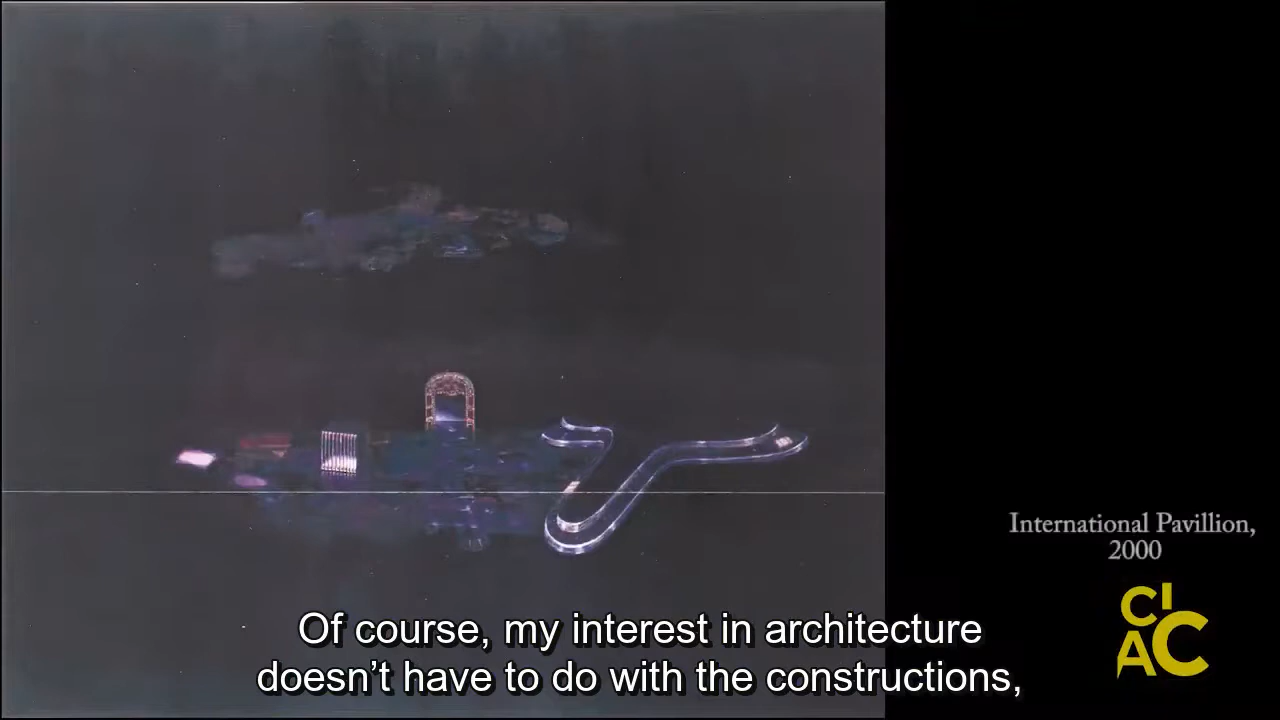 International Pavillion,
2000
CI
AC
Of course, my interest in architecture
doesn't have to do with the constructions,